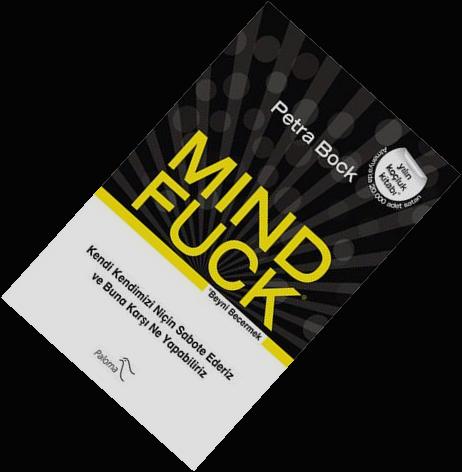 Petra Bock
yılın
koçluk
kitabı
Almanya'da 20.000 adet satan
MIND
FUCK®
*Beyni Becermek
Kendi Kendimizi Niçin Sabote Ederiz
ve Buna Karşı Ne Yapabiliriz
Paloma